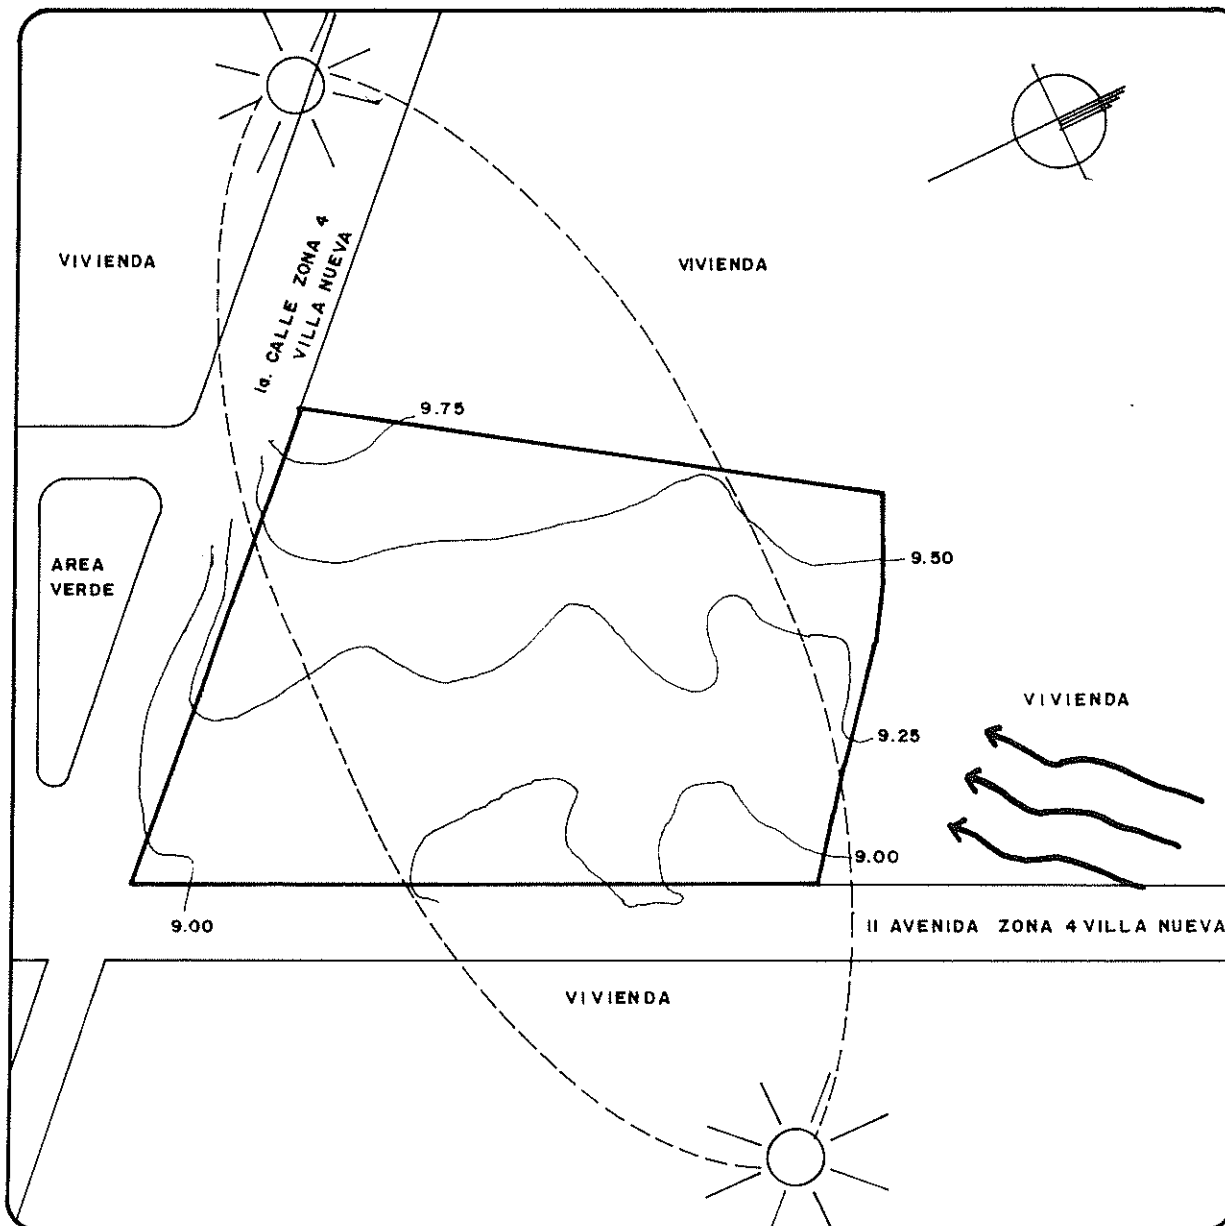 VIVIENDA
VIVIENDA
1a. CALLE ZONA 4
VILLA NUEVA
9.75
AREA
VERDE
9.50
VIVIENDA
9.25
9.00
9.00
11 AVENIDA ZONA 4 VILLA NUEVA
VIVIENDA